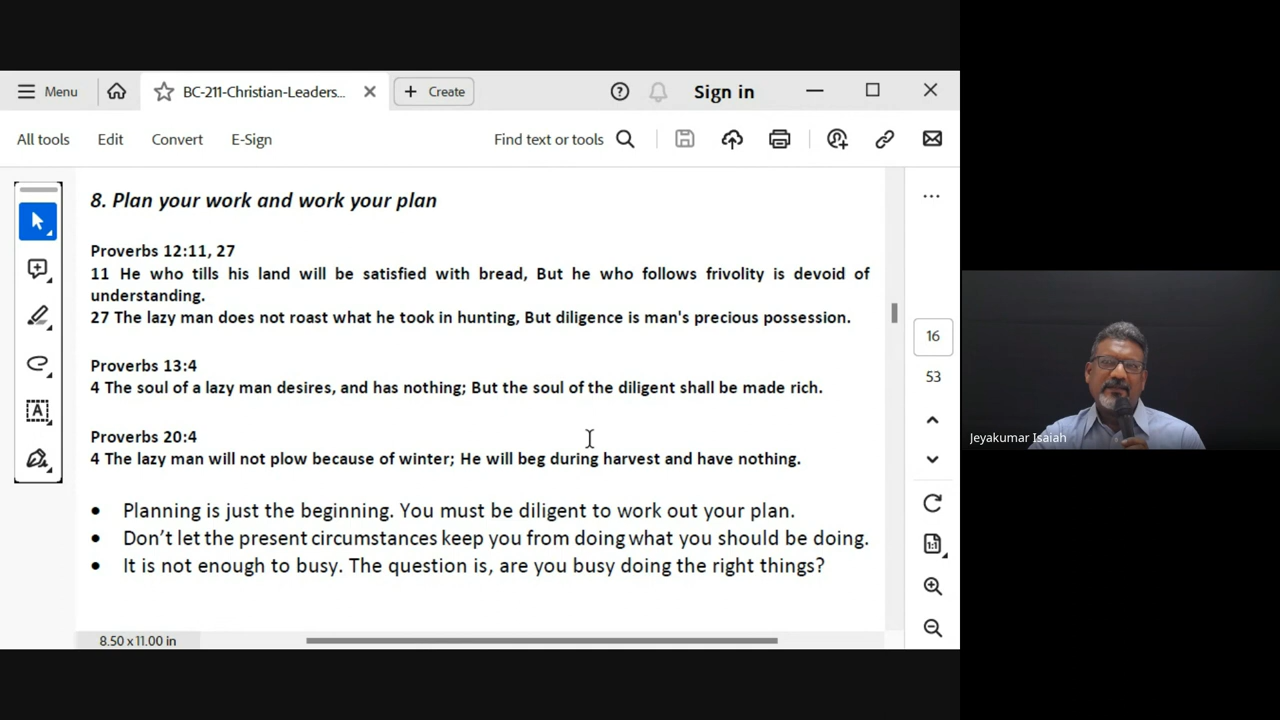 Menu
BC-211-Christian-Leaders...
Create
Sign in
All tools
Edit
Convert
E-Sign
Find text or tools
8. Plan your work and work your plan
Proverbs 12:11, 27
11 He who tills his land will be satisfied with bread, But he who follows frivolity is devoid of
understanding.
27 The lazy man does not roast what he took in hunting, But diligence is man's precious possession.
Proverbs 13:4
4 The soul of a lazy man desires, and has nothing; But the soul of the diligent shall be made rich.
Proverbs 20:4
4 The lazy man will not plow because of winter; He will beg during harvest and have nothing.
• Planning is just the beginning. You must be diligent to work out your plan.
• Don’t let the present circumstances keep you from doing what you should be doing.
• It is not enough to busy. The question is, are you busy doing the right things?
8.50 x 11.00 in
16
53
1:1
Jeyakumar Isaiah